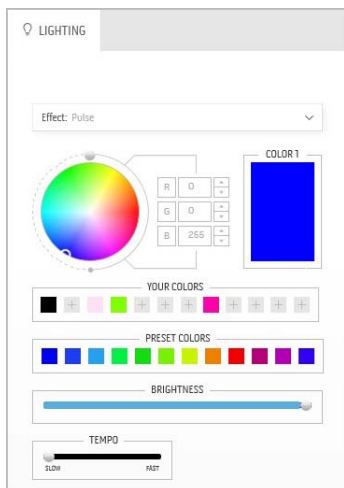 LIGHTING
Effect: Pulse
COLOR 1
R 0
G 0
B 255
YOUR COLORS
PRESET COLORS
BRIGHTNESS
TEMPO
SLOW FAST